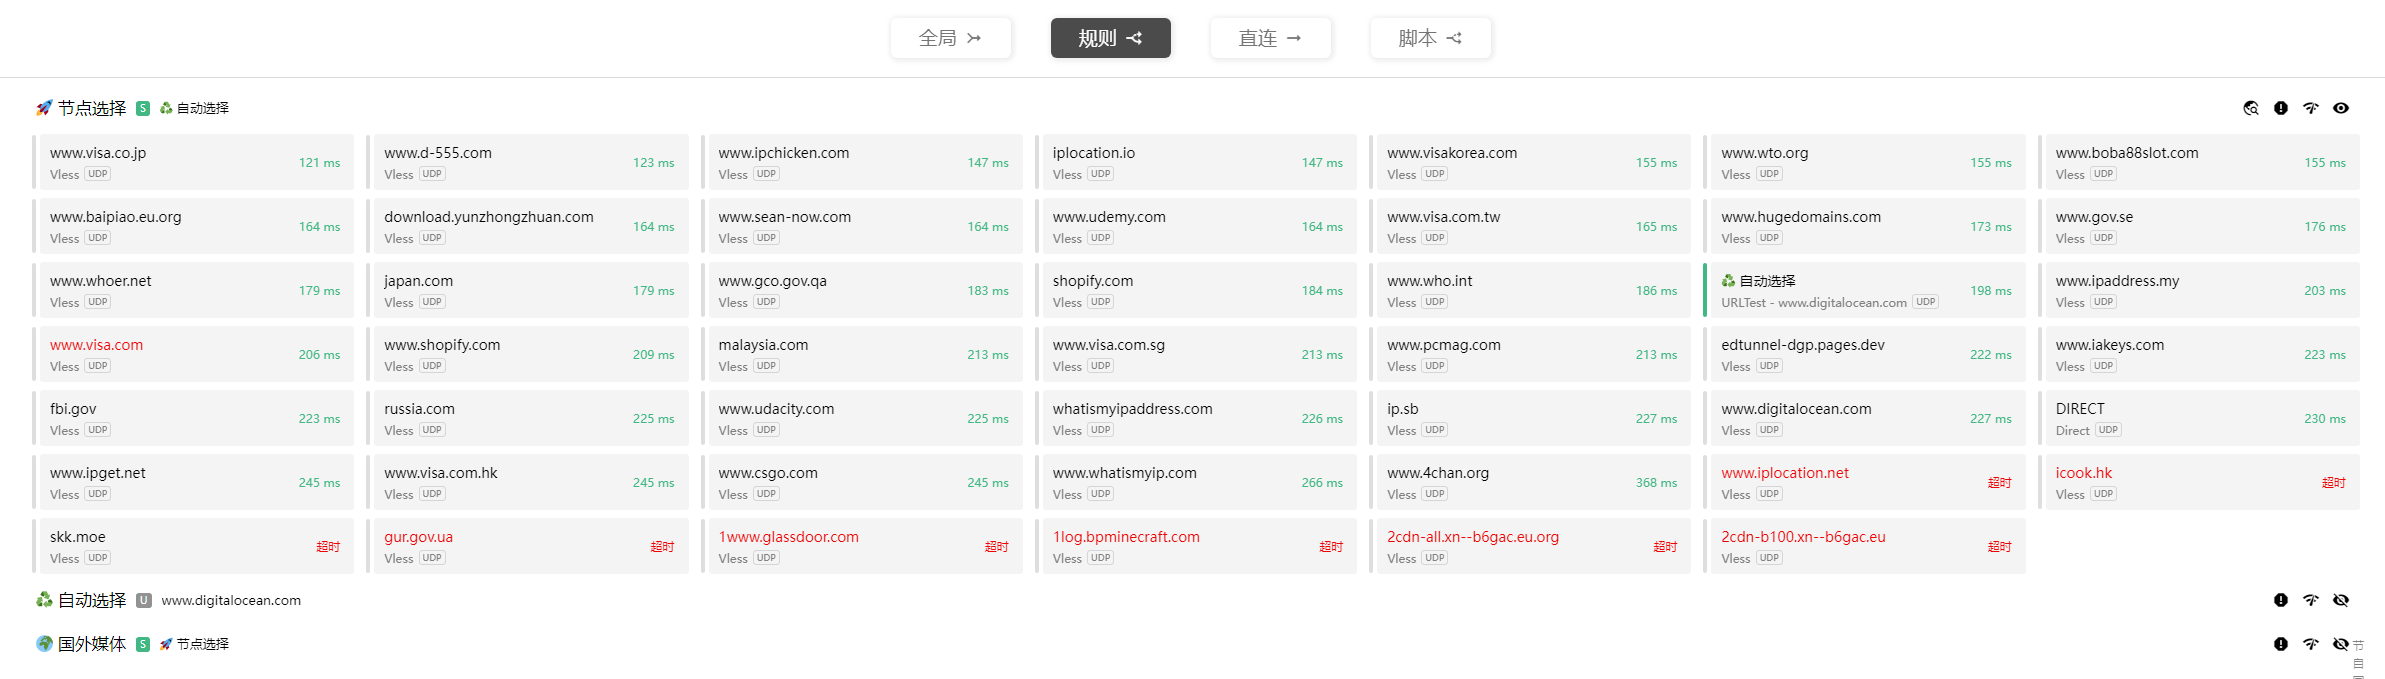 全局
规则
直连
脚本
节点选择 S 自动选择
www.visa.co.jp
Vless UDP
121 ms
www.d-555.com
Vless UDP
123 ms
www.ipchicken.com
Vless UDP
147 ms
iplocation.io
Vless UDP
147 ms
www.visakorea.com
Vless UDP
155 ms
www.wto.org
Vless UDP
155 ms
www.boba88slot.com
Vless UDP
155 ms
www.baipiao.eu.org
Vless UDP
164 ms
download.yunzhongzhuan.com
Vless UDP
164 ms
www.sean-now.com
Vless UDP
164 ms
www.udemy.com
Vless UDP
164 ms
www.visa.com.tw
Vless UDP
165 ms
www.hugedomains.com
Vless UDP
173 ms
www.gov.se
Vless UDP
176 ms
www.whoer.net
Vless UDP
179 ms
japan.com
Vless UDP
179 ms
www.gco.gov.qa
Vless UDP
183 ms
shopify.com
Vless UDP
184 ms
www.who.int
Vless UDP
186 ms
自动选择
URLTest - www.digitalocean.com UDP
198 ms
www.ipaddress.my
Vless UDP
203 ms
www.visa.com
Vless UDP
206 ms
www.shopify.com
Vless UDP
209 ms
malaysia.com
Vless UDP
213 ms
www.visa.com.sg
Vless UDP
213 ms
www.pcmag.com
Vless UDP
213 ms
edtunnel-dgp.pages.dev
Vless UDP
222 ms
www.iakeys.com
Vless UDP
223 ms
fbi.gov
Vless UDP
223 ms
russia.com
Vless UDP
225 ms
www.udacity.com
Vless UDP
225 ms
whatismyipaddress.com
Vless UDP
226 ms
ip.sb
Vless UDP
227 ms
www.digitalocean.com
Vless UDP
227 ms
DIRECT
Direct UDP
230 ms
www.ipget.net
Vless UDP
245 ms
www.visa.com.hk
Vless UDP
245 ms
www.csgo.com
Vless UDP
245 ms
www.whatismyip.com
Vless UDP
266 ms
www.4chan.org
Vless UDP
368 ms
www.iplocation.net
Vless UDP
超时
icook.hk
Vless UDP
超时
skk.moe
Vless UDP
超时
gur.gov.ua
Vless UDP
超时
1www.glassdoor.com
Vless UDP
超时
1log.bpminecraft.com
Vless UDP
超时
2cdn-all.xn--b6gac.eu.org
Vless UDP
超时
2cdn-b100.xn--b6gac.eu
Vless UDP
超时
自动选择 U www.digitalocean.com
国外媒体 S 节点选择
节
自